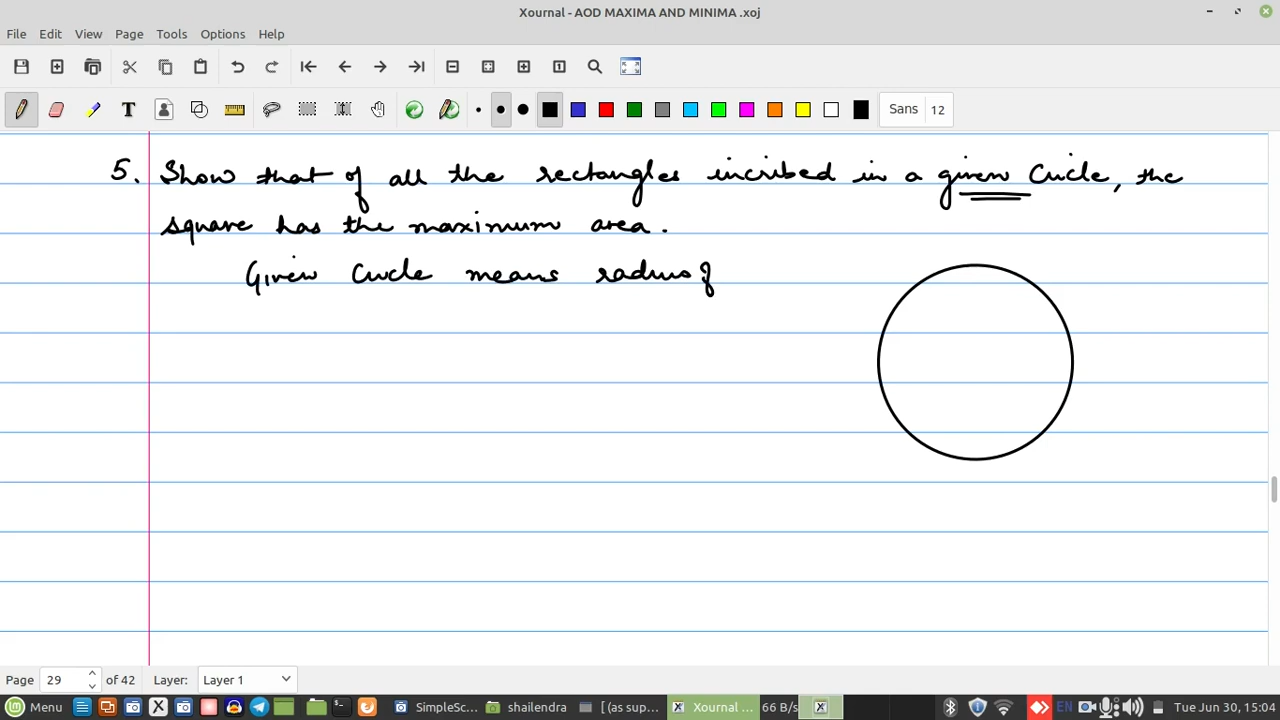 Xournal - AOD MAXIMA AND MINIMA .xoj
File Edit View Page Tools Options Help
Sans 12
5. Show that of all the rectangles incribed in a given Circle, the
square has the maximum area.
Given Circle means radius of
Page 29 of 42 Layer: Layer 1
Menu SimpleSc... shailendra [ (as sup... Xournal ... 66 B/s EN Tue Jun 30, 15:04